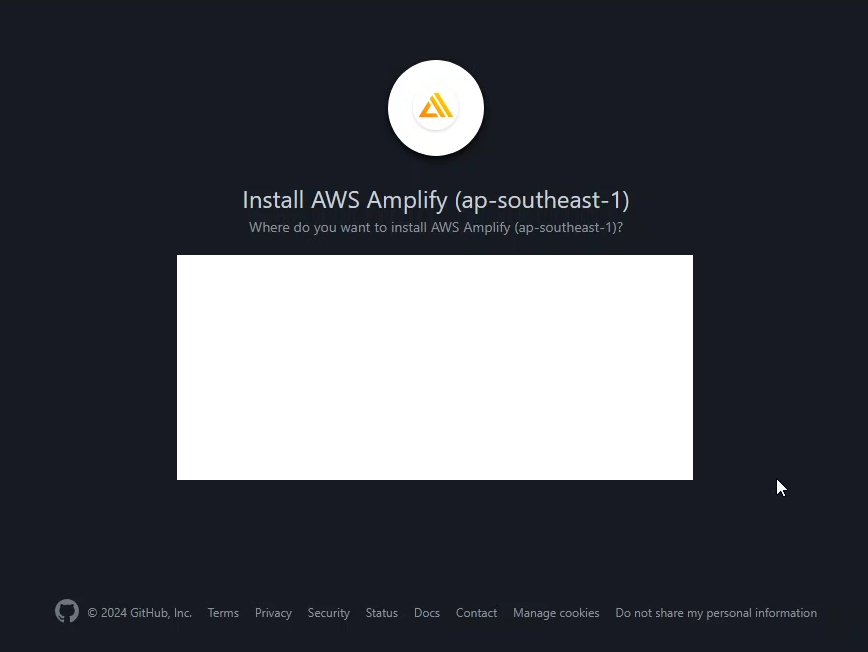 Install AWS Amplify (ap-southeast-1)
Where do you want to install AWS Amplify (ap-southeast-1)?
© 2024 GitHub, Inc. Terms Privacy Security Status Docs Contact Manage cookies Do not share my personal information